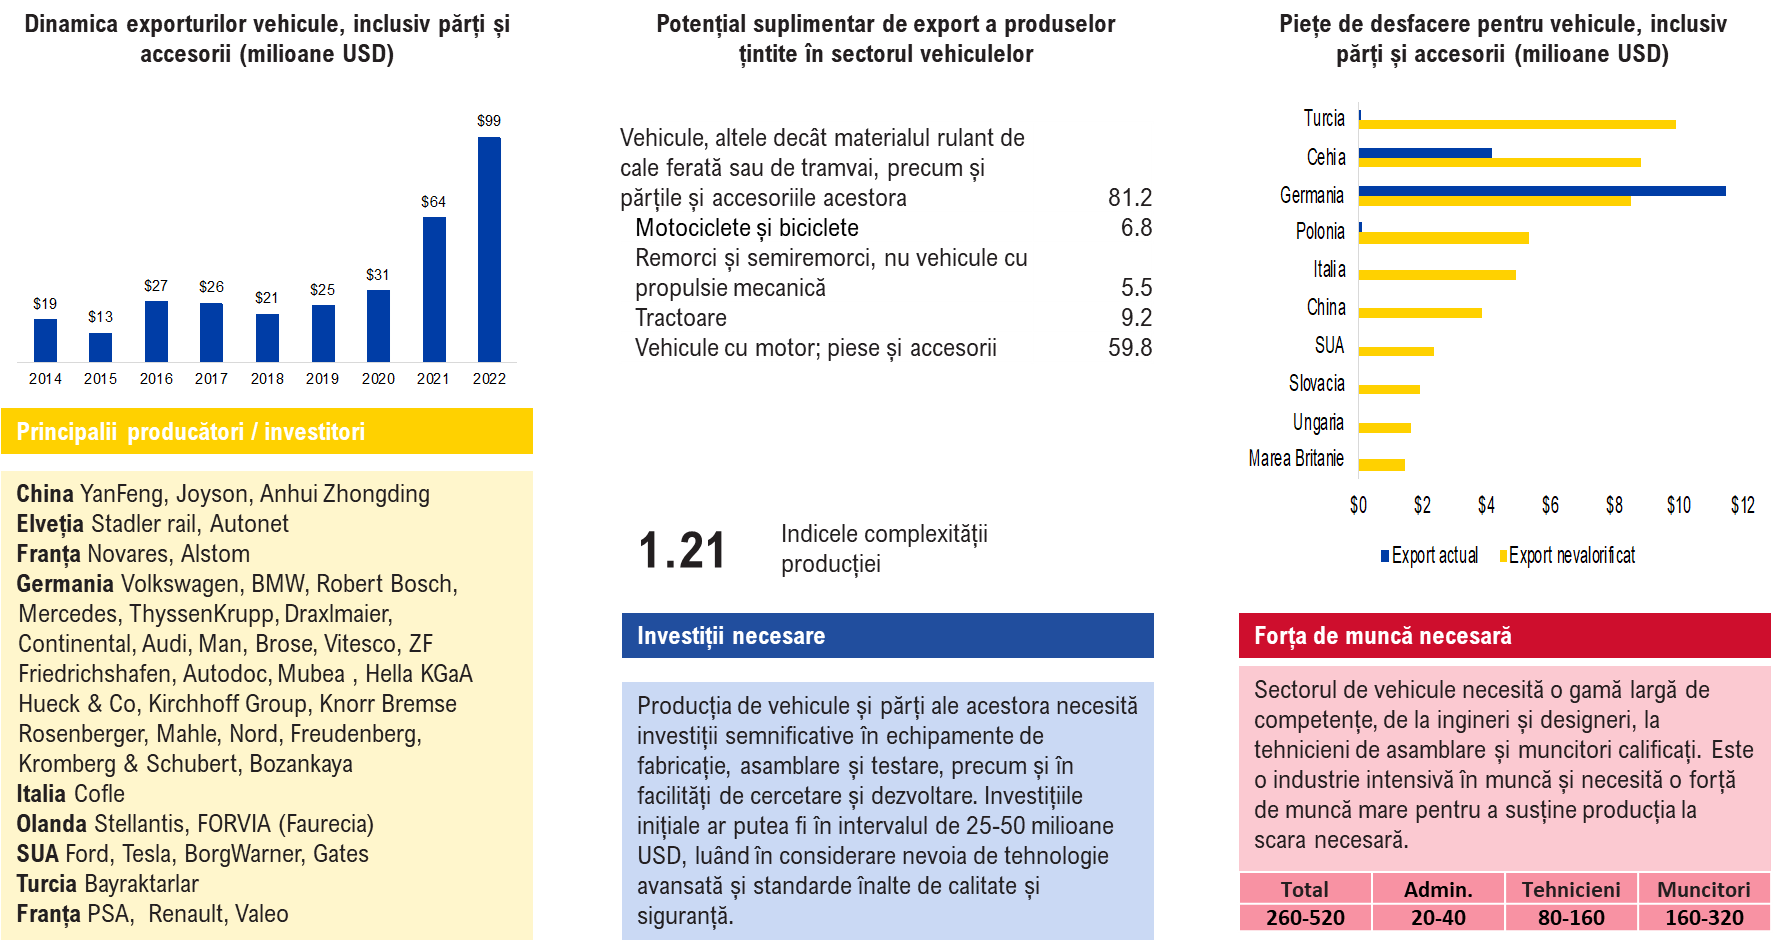 Dinamica exporturilor vehicule, inclusiv părți și
accesorii (milioane USD)
$19
$13
$27
$26
$21
$25
$31
$64
$99
2014
2015
2016
2017
2018
2019
2020
2021
2022
Principalii producători / investitori
China YanFeng, Joyson, Anhui Zhongding
Elveția Stadler rail, Autonet
Franța Novares, Alstom
Germania Volkswagen, BMW, Robert Bosch,
Mercedes, ThyssenKrupp, Draxlmaier,
Continental, Audi, Man, Brose, Vitesco, ZF
Friedrichshafen, Autodoc, Mubea , Hella KGaA
Hueck & Co, Kirchhoff Group, Knorr Bremse
Rosenberger, Mahle, Nord, Freudenberg,
Kromberg & Schubert, Bozankaya
Italia Cofle
Olanda Stellantis, FORVIA (Faurecia)
SUA Ford, Tesla, BorgWarner, Gates
Turcia Bayraktarlar
Franța PSA, Renault, Valeo
Potențial suplimentar de export a produselor
țintite în sectorul vehiculelor
Vehicule, altele decât materialul rulant de
cale ferată sau de tramvai, precum și
părțile și accesoriile acestora 81.2
Motociclete și biciclete 6.8
Remorci și semiremorci, nu vehicule cu
propulsie mecanică 5.5
Tractoare 9.2
Vehicule cu motor; piese și accesorii 59.8
1.21
Indicele complexității
producției
Investiții necesare
Producția de vehicule și părți ale acestora necesită
investiții semnificative în echipamente de
fabricație, asamblare și testare, precum și în
facilități de cercetare și dezvoltare. Investițiile
inițiale ar putea fi în intervalul de 25-50 milioane
USD, luând în considerare nevoia de tehnologie
avansată și standarde înalte de calitate și
siguranță.
Piețe de desfacere pentru vehicule, inclusiv
părți și accesorii (milioane USD)
Turcia
Cehia
Germania
Polonia
Italia
China
SUA
Slovacia
Ungaria
Marea Britanie
$0 $2 $4 $6 $8 $10 $12
Export actual Export nevalorificat
Forța de muncă necesară
Sectorul de vehicule necesită o gamă largă de
competențe, de la ingineri și designeri, la
tehnicieni de asamblare și muncitori calificați. Este
o industrie intensivă în muncă și necesită o forță
de muncă mare pentru a susține producția la
scara necesară.
Total Admin. Tehnicieni Muncitori
260-520 20-40 80-160 160-320